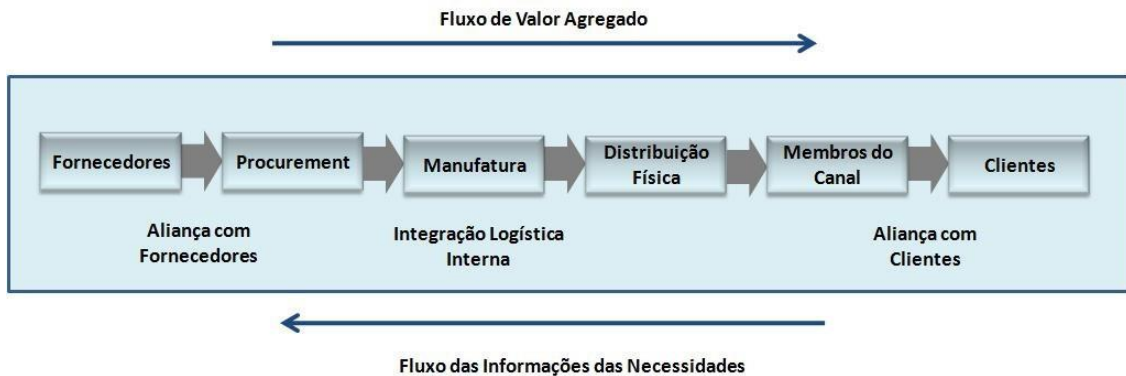 Fluxo de Valor Agregado
Fornecedores
Procurement
Manufatura
Distribuição
Física
Membros do
Canal
Clientes
Aliança com
Fornecedores
Integração Logística
Interna
Aliança com
Clientes
Fluxo das Informações das Necessidades